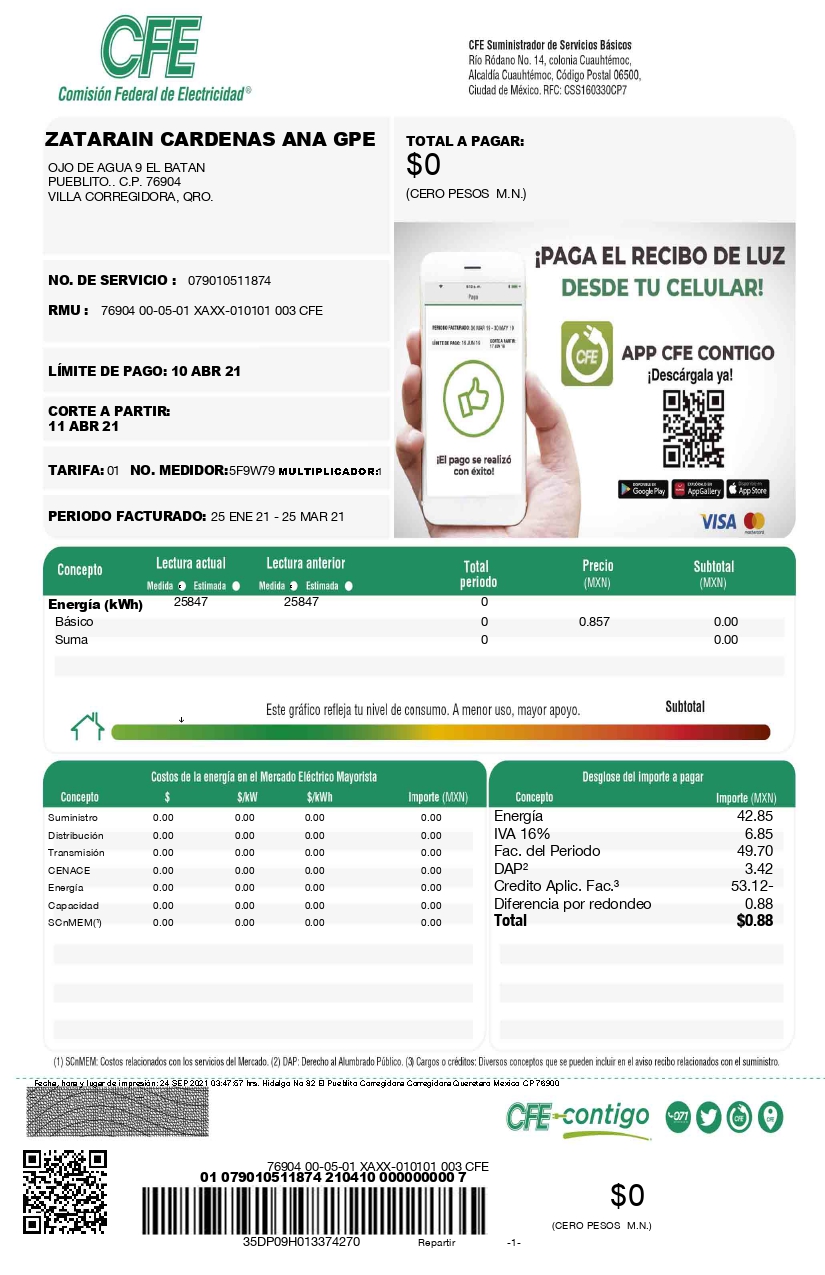 CFE
Comisión Federal de Electricidad®
CFE Suministrador de Servicios Básicos
Río Ródano No. 14, colonia Cuauhtémoc,
Alcaldía Cuauhtémoc, Código Postal 06500,
Ciudad de México. RFC: CSS160330CP7
ZATARAIN CARDENAS ANA GPE
OJO DE AGUA 9 EL BATAN
PUEBLITO.. C.P. 76904
VILLA CORREGIDORA, QRO.
TOTAL A PAGAR:
$0
(CERO PESOS M.N.)
NO. DE SERVICIO : 079010511874
RMU : 76904 00-05-01 XAXX-010101 003 CFE
LÍMITE DE PAGO: 10 ABR 21
CORTE A PARTIR:
11 ABR 21
TARIFA: 01 NO. MEDIDOR:5F9W79 MULTIPLICADOR:1
PERIODO FACTURADO: 25 ENE 21 - 25 MAR 21
¡PAGA EL RECIBO DE LUZ
DESDE TU CELULAR!
Pago
¡El pago se realizó
con éxito!
CFE
APP CFE CONTIGO
¡Descárgala ya!
Google Play
AppGallery
App Store
VISA
mastercard
Concepto Lectura actual Lectura anterior Total periodo Precio (MXN) Subtotal (MXN)
Medida Estimada Medida Estimada
Energía (kWh) 25847 25847 0
Básico 0 0.857 0.00
Suma 0 0.00
Este gráfico refleja tu nivel de consumo. A menor uso, mayor apoyo. Subtotal
Costos de la energía en el Mercado Eléctrico Mayorista
Concepto $ $/kW $/kWh Importe (MXN)
Suministro 0.00 0.00 0.00 0.00
Distribución 0.00 0.00 0.00 0.00
Transmisión 0.00 0.00 0.00 0.00
CENACE 0.00 0.00 0.00 0.00
Energía 0.00 0.00 0.00 0.00
Capacidad 0.00 0.00 0.00 0.00
SCnMEM(¹) 0.00 0.00 0.00 0.00
Desglose del importe a pagar
Concepto Importe (MXN)
Energía 42.85
IVA 16% 6.85
Fac. del Periodo 49.70
DAP² 3.42
Credito Aplic. Fac.³ 53.12-
Diferencia por redondeo 0.88
Total $0.88
(1) SCnMEM: Costos relacionados con los servicios del Mercado. (2) DAP: Derecho al Alumbrado Público. (3) Cargos o créditos: Diversos conceptos que se pueden incluir en el aviso recibo relacionados con el suministro.
Fecha, hora y lugar de impresión: 24 SEP 2021 03:47:57 hrs. Hidalgo No 92 El Pueblito Corregidora Corregidora Queretaro Mexico CP 76900
CFE contigo
071
76904 00-05-01 XAXX-010101 003 CFE
01 079010511874 210410 000000000 7
35DP09H013374270 Repartir -1-
$0
(CERO PESOS M.N.)